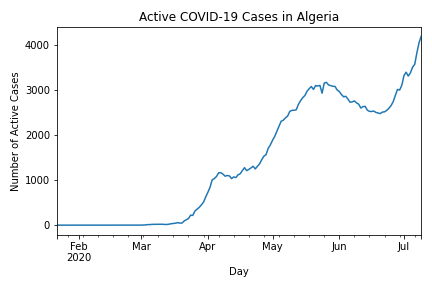 Active COVID-19 Cases in Algeria
Number of Active Cases
4000
3000
2000
1000
0
Feb
2020
Mar
Apr
May
Jun
Jul
Day